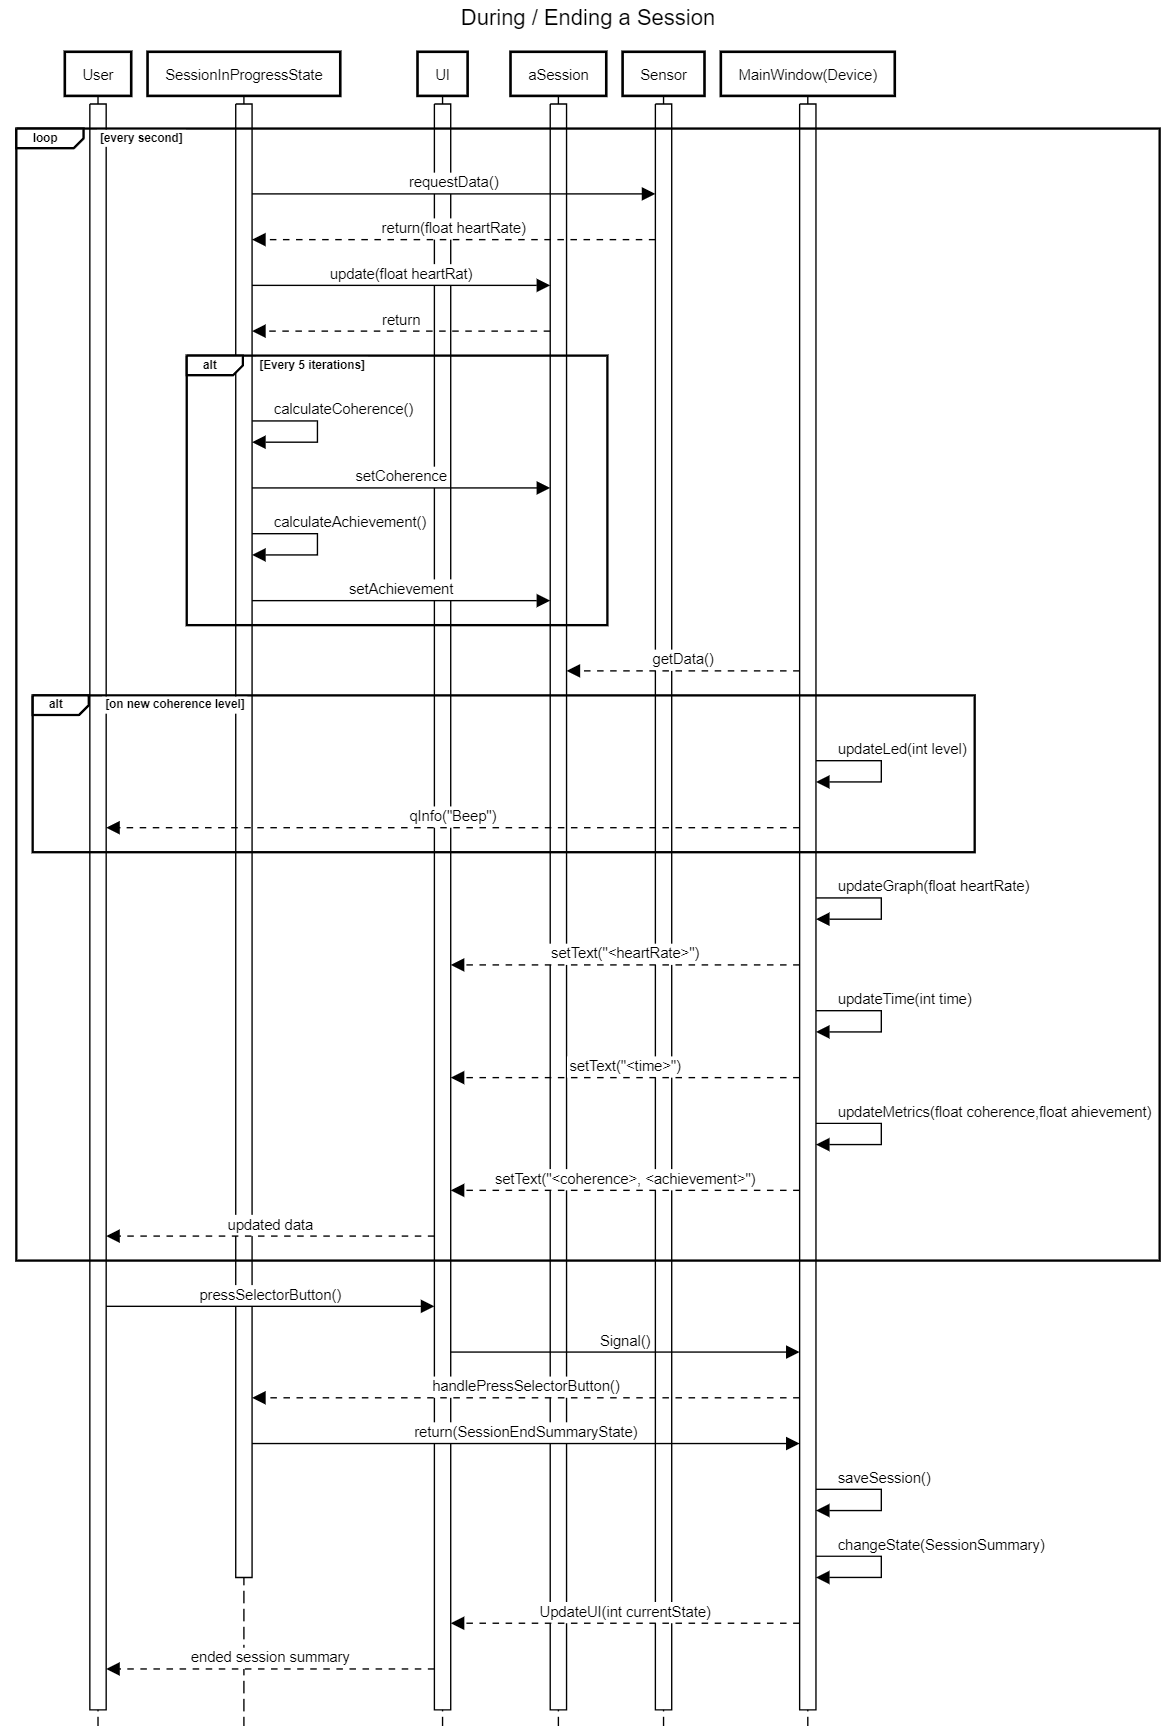 During / Ending a Session
User
SessionInProgressState
UI
aSession
Sensor
MainWindow(Device)
loop
[every second]
requestData()
return(float heartRate)
update(float heartRat)
return
alt
[Every 5 iterations]
calculateCoherence()
setCoherence
calculateAchievement()
setAchievement
getData()
alt
[on new coherence level]
updateLed(int level)
qInfo("Beep")
updateGraph(float heartRate)
setText("<heartRate>")
updateTime(int time)
setText("<time>")
updateMetrics(float coherence,float ahievement)
setText("<coherence>, <achievement>")
updated data
pressSelectorButton()
Signal()
handlePressSelectorButton()
return(SessionEndSummaryState)
saveSession()
changeState(SessionSummary)
UpdateUI(int currentState)
ended session summary